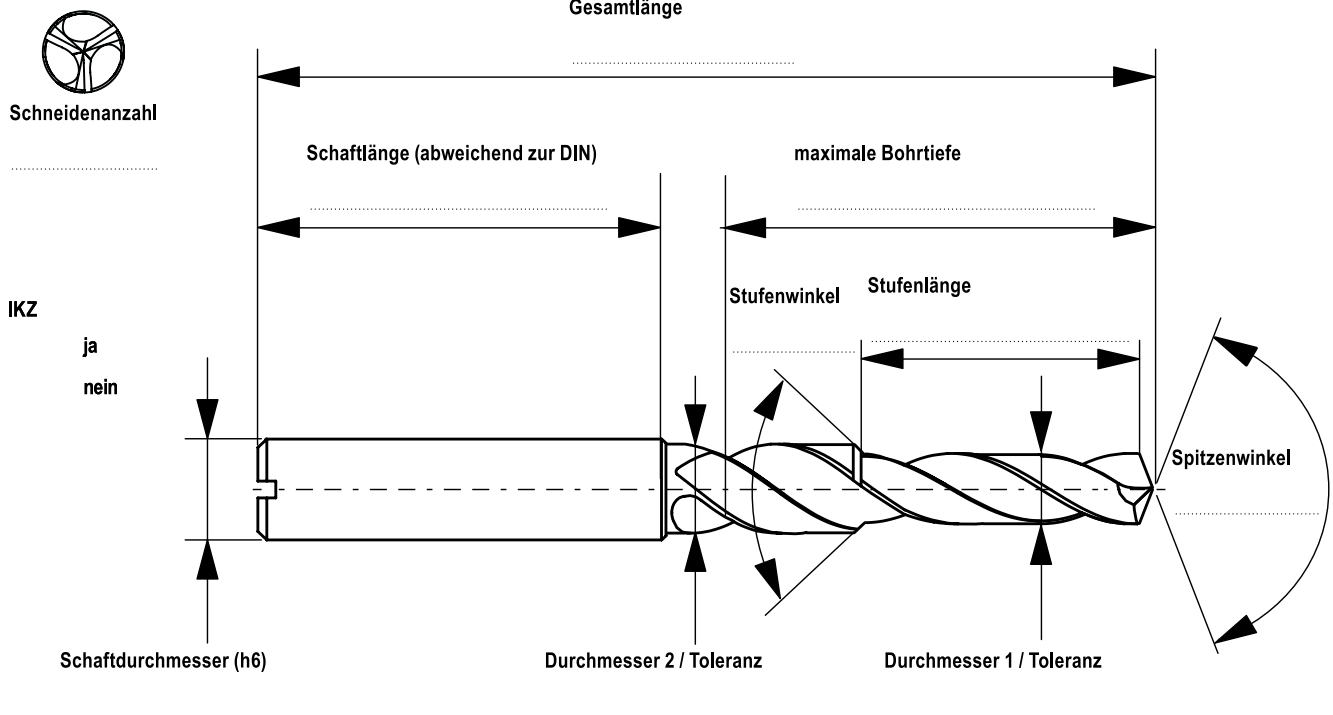 Gesamtlänge
Schneidenanzahl
Schaftlänge (abweichend zur DIN)
maximale Bohrtiefe
Stufenwinkel
Stufenlänge
IKZ
ja
nein
Spitzenwinkel
Schaftdurchmesser (h6)
Durchmesser 2 / Toleranz
Durchmesser 1 / Toleranz